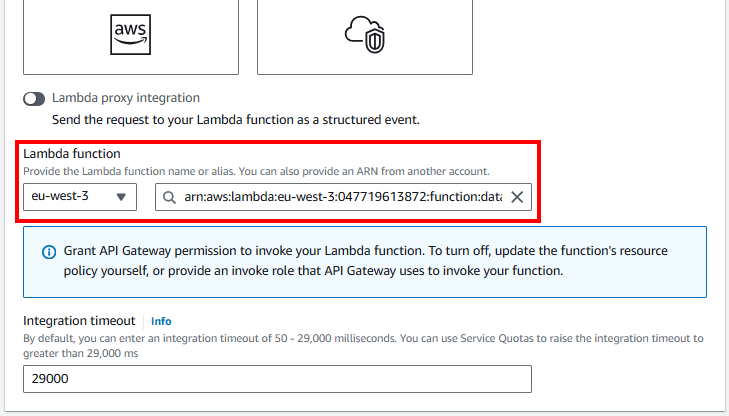 aws
Lambda proxy integration
Send the request to your Lambda function as a structured event.
Lambda function
Provide the Lambda function name or alias. You can also provide an ARN from another account.
eu-west-3
arn:aws:lambda:eu-west-3:047719613872:function:data
Grant API Gateway permission to invoke your Lambda function. To turn off, update the function's resource
policy yourself, or provide an invoke role that API Gateway uses to invoke your function.
Integration timeout Info
By default, you can enter an integration timeout of 50 - 29,000 milliseconds. You can use Service Quotas to raise the integration timeout to
greater than 29,000 ms
29000